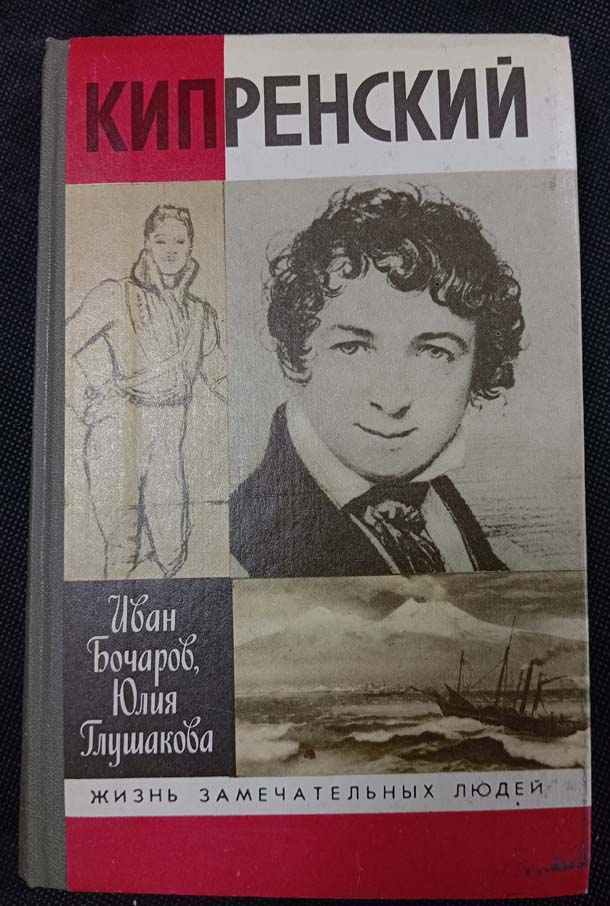 КИПРЕНСКИЙ
Иван
Бочаров,
Юлия
Глушакова
ЖИЗНЬ ЗАМЕЧАТЕЛЬНЫХ ЛЮДЕЙ